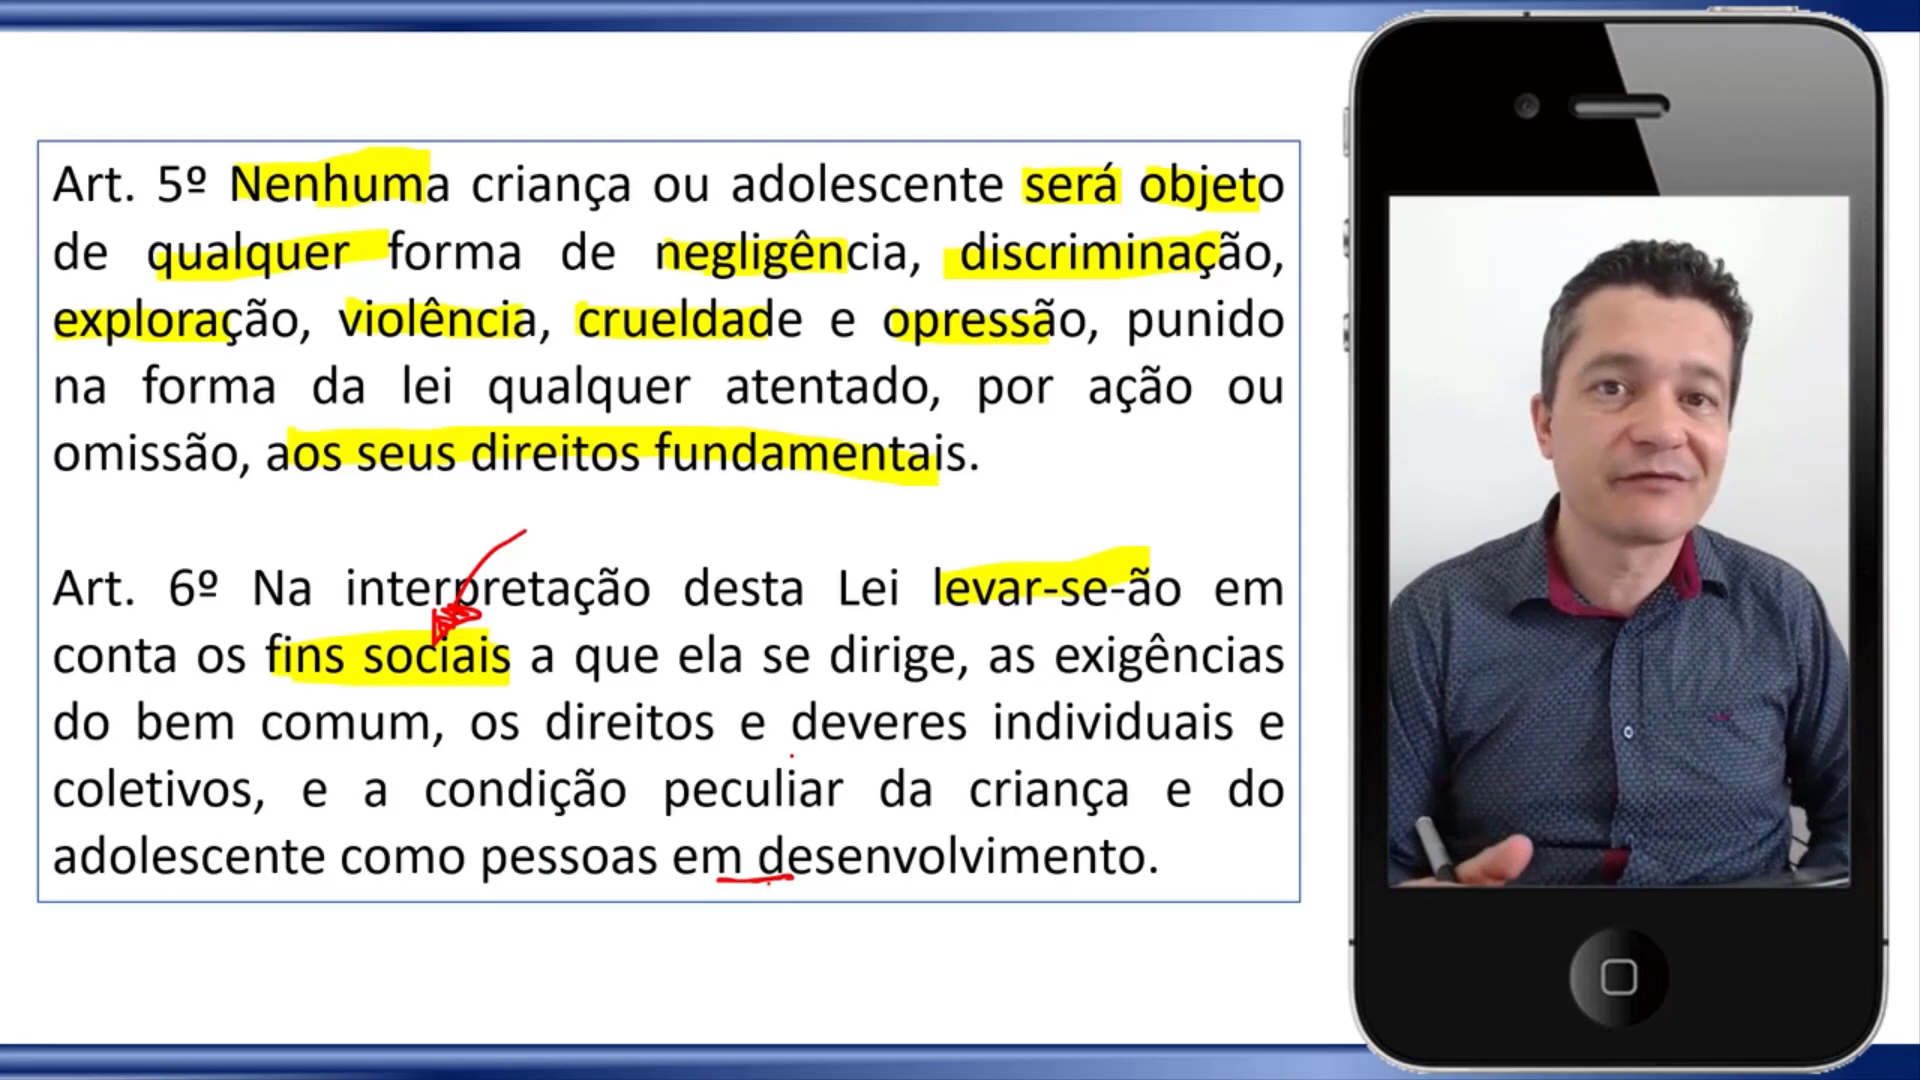 Art. 5º Nenhuma criança ou adolescente será objeto
de qualquer forma de negligência, discriminação,
exploração, violência, crueldade e opressão, punido
na forma da lei qualquer atentado, por ação ou
omissão, aos seus direitos fundamentais.
Art. 6º Na interpretação desta Lei levar-se-ão em
conta os fins sociais a que ela se dirige, as exigências
do bem comum, os direitos e deveres individuais e
coletivos, e a condição peculiar da criança e do
adolescente como pessoas em desenvolvimento.